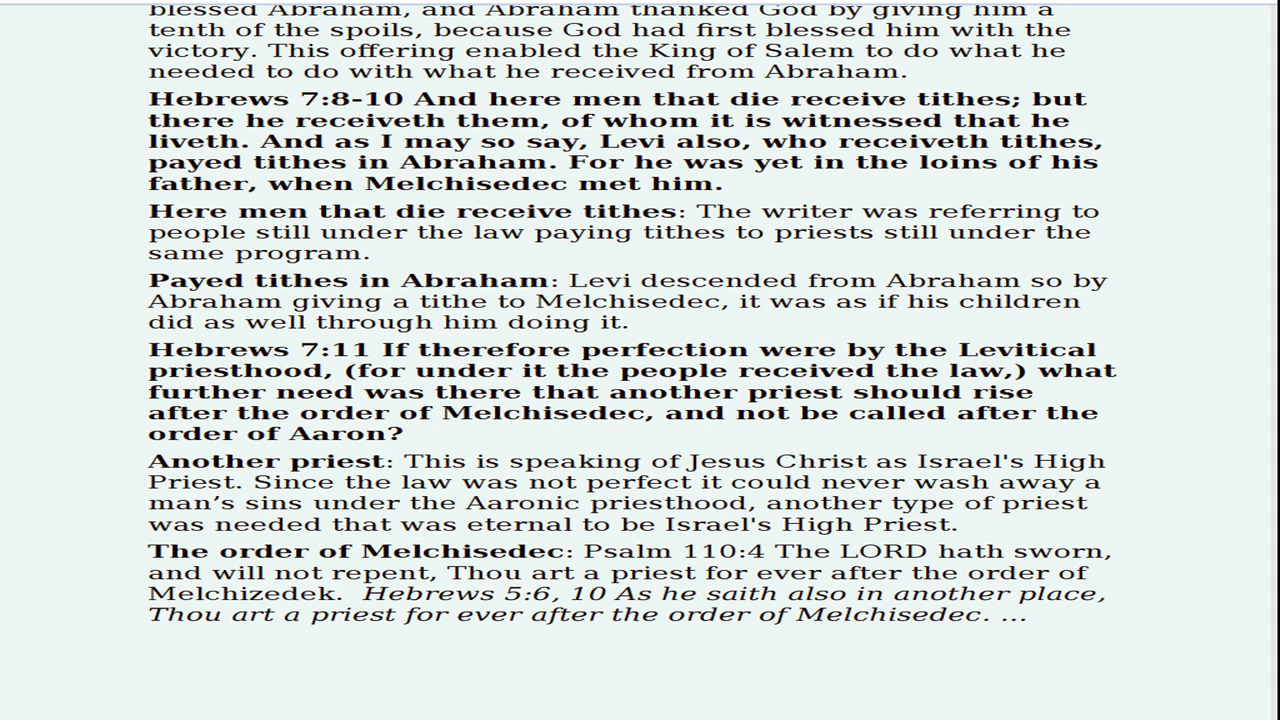 blessed Abraham, and Abraham thanked God by giving him a
tenth of the spoils, because God had first blessed him with the
victory. This offering enabled the King of Salem to do what he
needed to do with what he received from Abraham.
Hebrews 7:8-10 And here men that die receive tithes; but
there he receiveth them, of whom it is witnessed that he
liveth. And as I may so say, Levi also, who receiveth tithes,
payed tithes in Abraham. For he was yet in the loins of his
father, when Melchisedec met him.
Here men that die receive tithes: The writer was referring to
people still under the law paying tithes to priests still under the
same program.
Payed tithes in Abraham: Levi descended from Abraham so by
Abraham giving a tithe to Melchisedec, it was as if his children
did as well through him doing it.
Hebrews 7:11 If therefore perfection were by the Levitical
priesthood, (for under it the people received the law,) what
further need was there that another priest should rise
after the order of Melchisedec, and not be called after the
order of Aaron?
Another priest: This is speaking of Jesus Christ as Israel's High
Priest. Since the law was not perfect it could never wash away a
man’s sins under the Aaronic priesthood, another type of priest
was needed that was eternal to be Israel's High Priest.
The order of Melchisedec: Psalm 110:4 The LORD hath sworn,
and will not repent, Thou art a priest for ever after the order of
Melchizedek.  Hebrews 5:6, 10 As he saith also in another place,
Thou art a priest for ever after the order of Melchisedec. ...